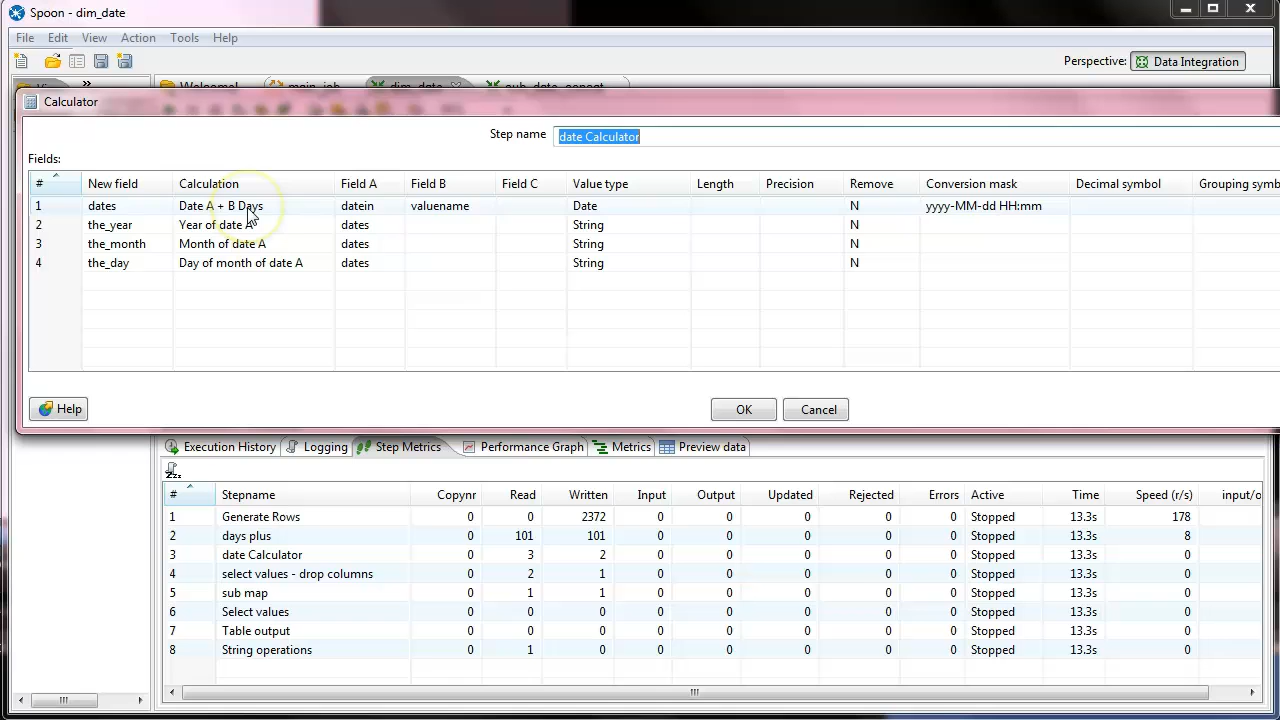 Spoon - dim_date
File Edit View Action Tools Help
Perspective: Data Integration
Welcome! main_job dim_date sub_date_aspect
Calculator
Step name date Calculator
Fields:
# New field Calculation Field A Field B Field C Value type Length Precision Remove Conversion mask Decimal symbol Grouping symb
1 dates Date A + B Days datein valuename Date N yyyy-MM-dd HH:mm
2 the_year Year of date A dates String N
3 the_month Month of date A dates String N
4 the_day Day of month of date A dates String N
Help OK Cancel
Execution History Logging Step Metrics Performance Graph Metrics Preview data
# Stepname Copynr Read Written Input Output Updated Rejected Errors Active Time Speed (r/s) input/o
1 Generate Rows 0 0 2372 0 0 0 0 0 Stopped 13.3s 178
2 days plus 0 101 101 0 0 0 0 0 Stopped 13.3s 8
3 date Calculator 0 3 2 0 0 0 0 0 Stopped 13.3s 0
4 select values - drop columns 0 2 1 0 0 0 0 0 Stopped 13.3s 0
5 sub map 0 1 1 0 0 0 0 0 Stopped 13.3s 0
6 Select values 0 0 0 0 0 0 0 0 Stopped 13.3s 0
7 Table output 0 0 0 0 0 0 0 0 Stopped 13.3s 0
8 String operations 0 1 0 0 0 0 0 0 Stopped 13.3s 0